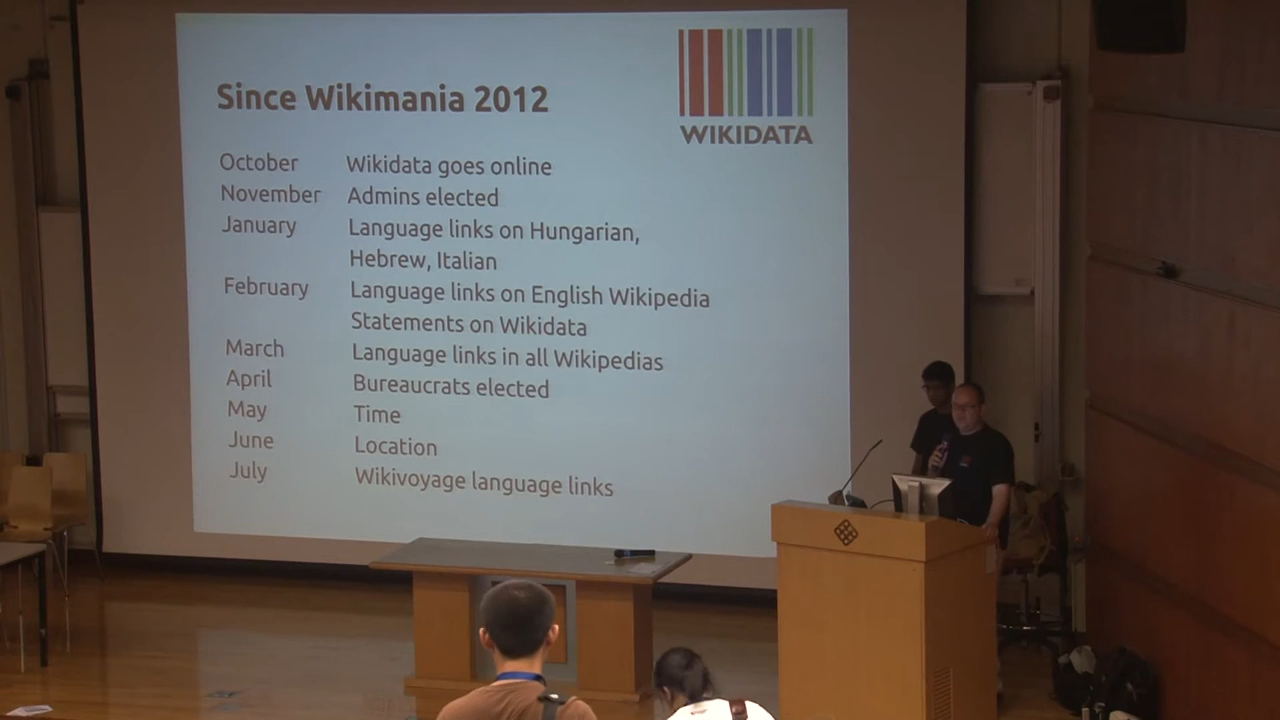 Since Wikimania 2012
WIKIDATA
October Wikidata goes online
November Admins elected
January Language links on Hungarian,
Hebrew, Italian
February Language links on English Wikipedia
Statements on Wikidata
March Language links in all Wikipedias
April Bureaucrats elected
May Time
June Location
July Wikivoyage language links